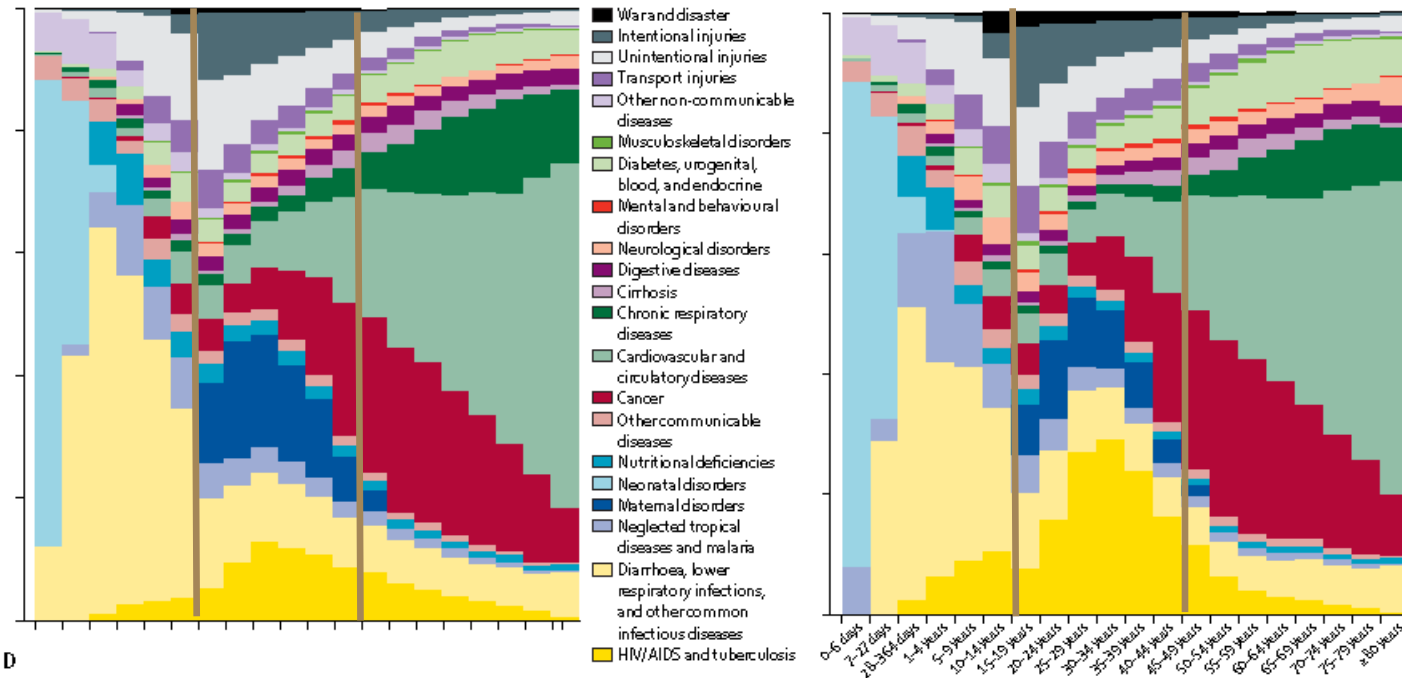 War and disaster
Intentional injuries
Unintentional injuries
Transport injuries
Other non-communicable
diseases
Musculoskeletal disorders
Diabetes, urogenital,
blood, and endocrine
Mental and behavioural
disorders
Neurological disorders
Digestive diseases
Cirrhosis
Chronic respiratory
diseases
Cardiovascular and
circulatory diseases
Cancer
Other communicable
diseases
Nutritional deficiencies
Neonatal disorders
Maternal disorders
Neglected tropical
diseases and malaria
Diarrhoea, lower
respiratory infections,
and other common
infectious diseases
HIV/AIDS and tuberculosis
D
0–6 days
7–27 days
28–364 days
1–4 years
5–9 years
10–14 years
15–19 years
20–24 years
25–29 years
30–34 years
35–39 years
40–44 years
45–49 years
50–54 years
55–59 years
60–64 years
65–69 years
70–74 years
75–79 years
≥80 years